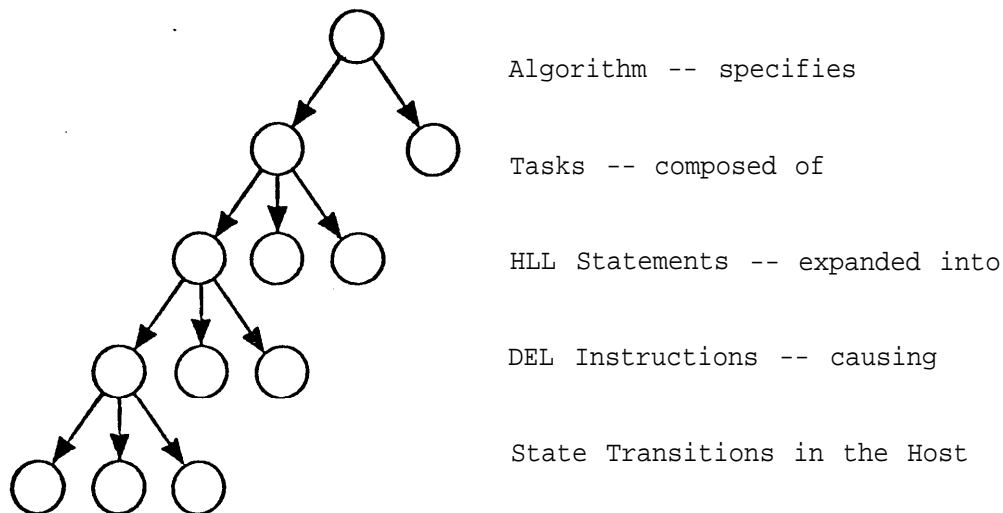 Algorithm -- specifies
Tasks -- composed of
HLL Statements -- expanded into
DEL Instructions -- causing
State Transitions in the Host